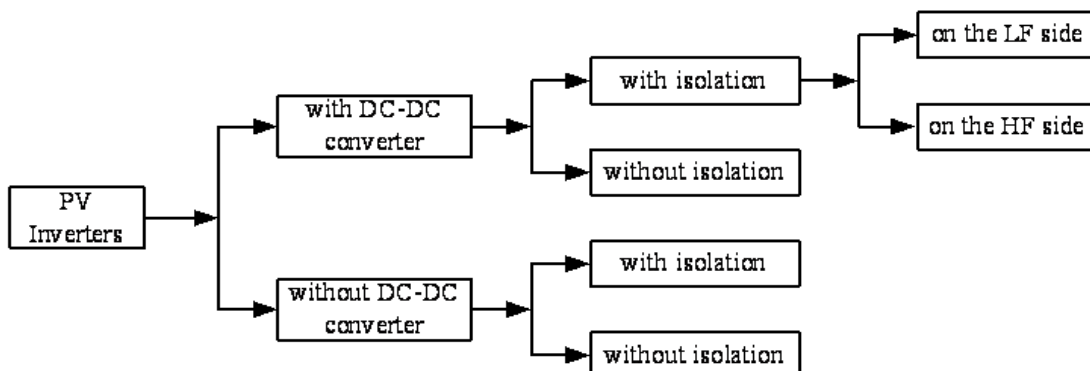 PV
Inverters
with DC-DC
converter
without DC-DC
converter
with isolation
without isolation
with isolation
without isolation
on the LF side
on the HF side